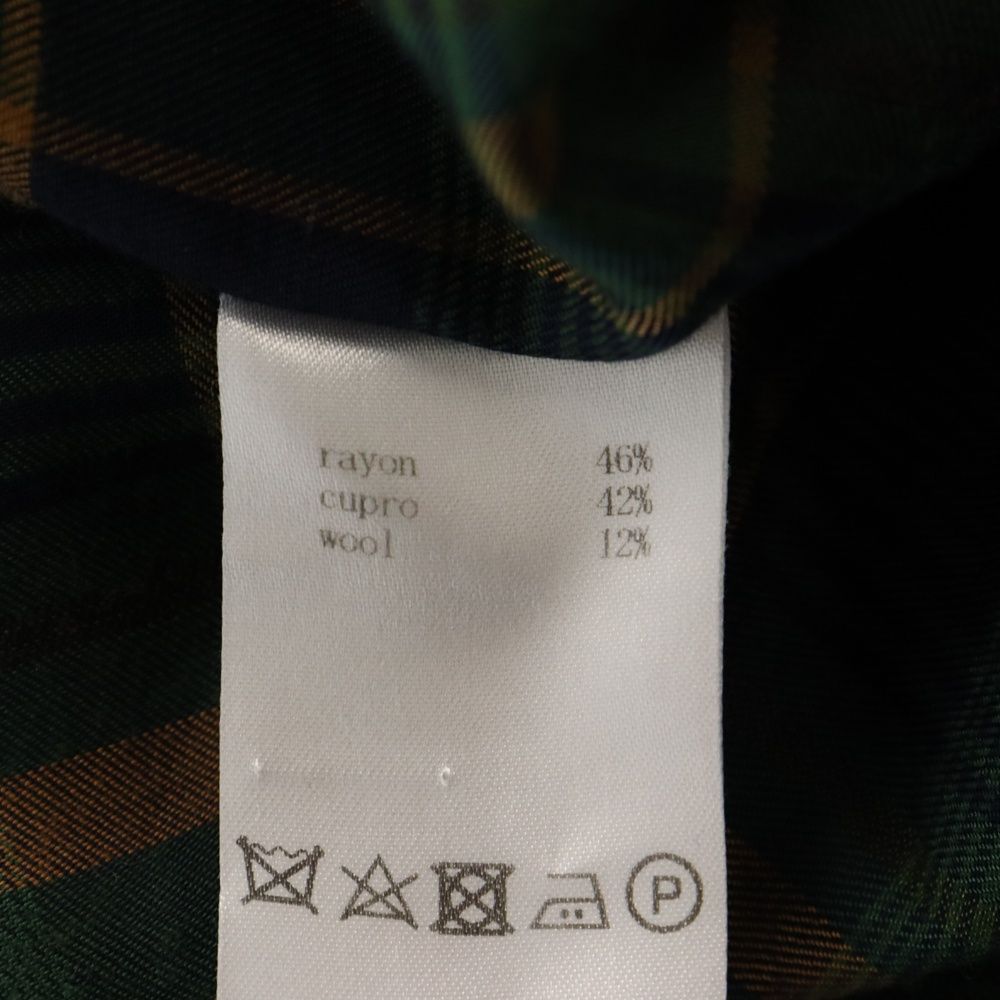 rayon 46%
cupro 42%
wool 12%
P